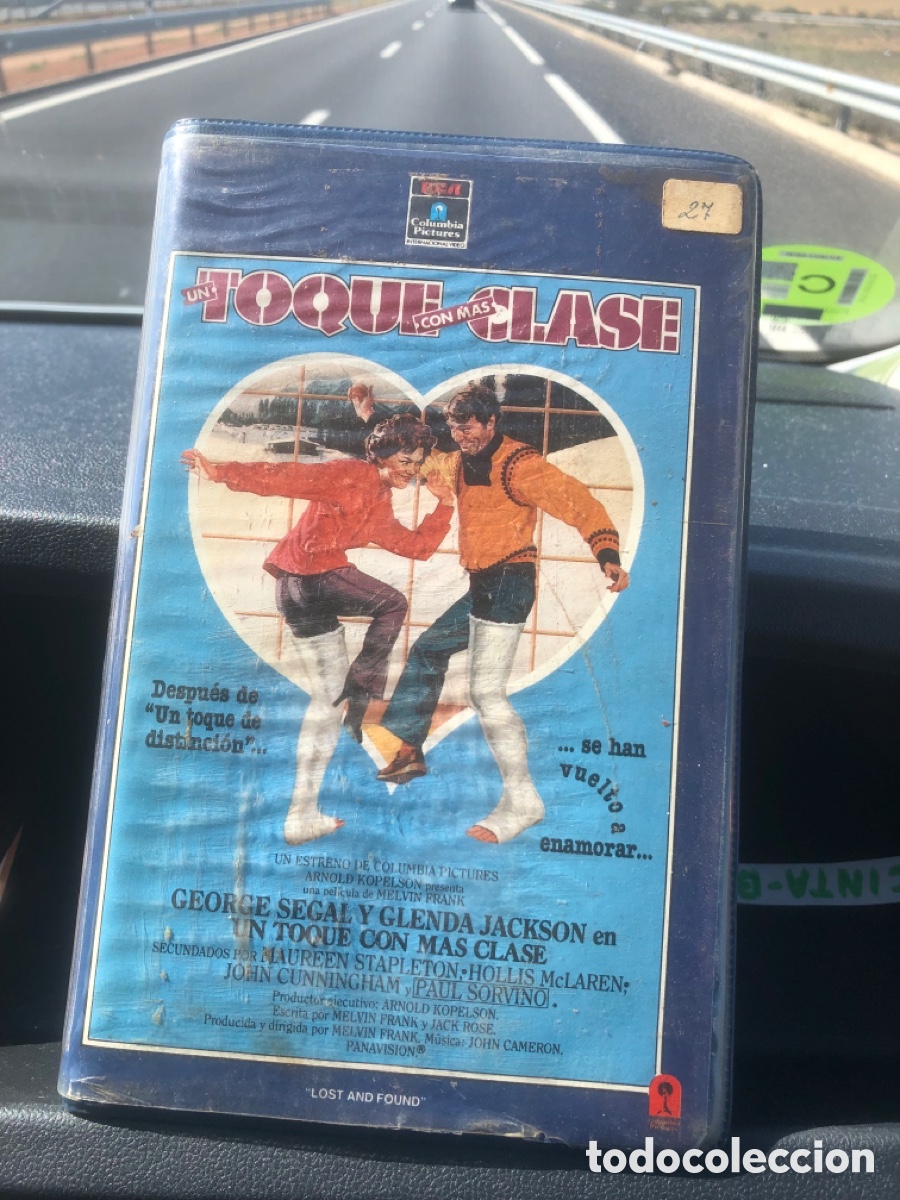 RCA
Columbia
Pictures
INTERNACIONAL VIDEO
27
C
UN TOQUE CON MAS CLASE
Después de
"Un toque de
distinción"...
... se han
vuelto a
enamorar...
UN ESTRENO DE COLUMBIA PICTURES
ARNOLD KOPELSON presenta
una película de MELVIN FRANK
GEORGE SEGAL Y GLENDA JACKSON en
UN TOQUE CON MAS CLASE
SECUNDADOS POR MAUREEN STAPLETON; HOLLIS McLAREN;
JOHN CUNNINGHAM y PAUL SORVINO.
Productor ejecutivo: ARNOLD KOPELSON.
Escrita por MELVIN FRANK y JACK ROSE.
Producida y dirigida por MELVIN FRANK. Música: JOHN CAMERON.
PANAVISION®
"LOST AND FOUND"
Columbia
Pictures
CINTA-
todocoleccion